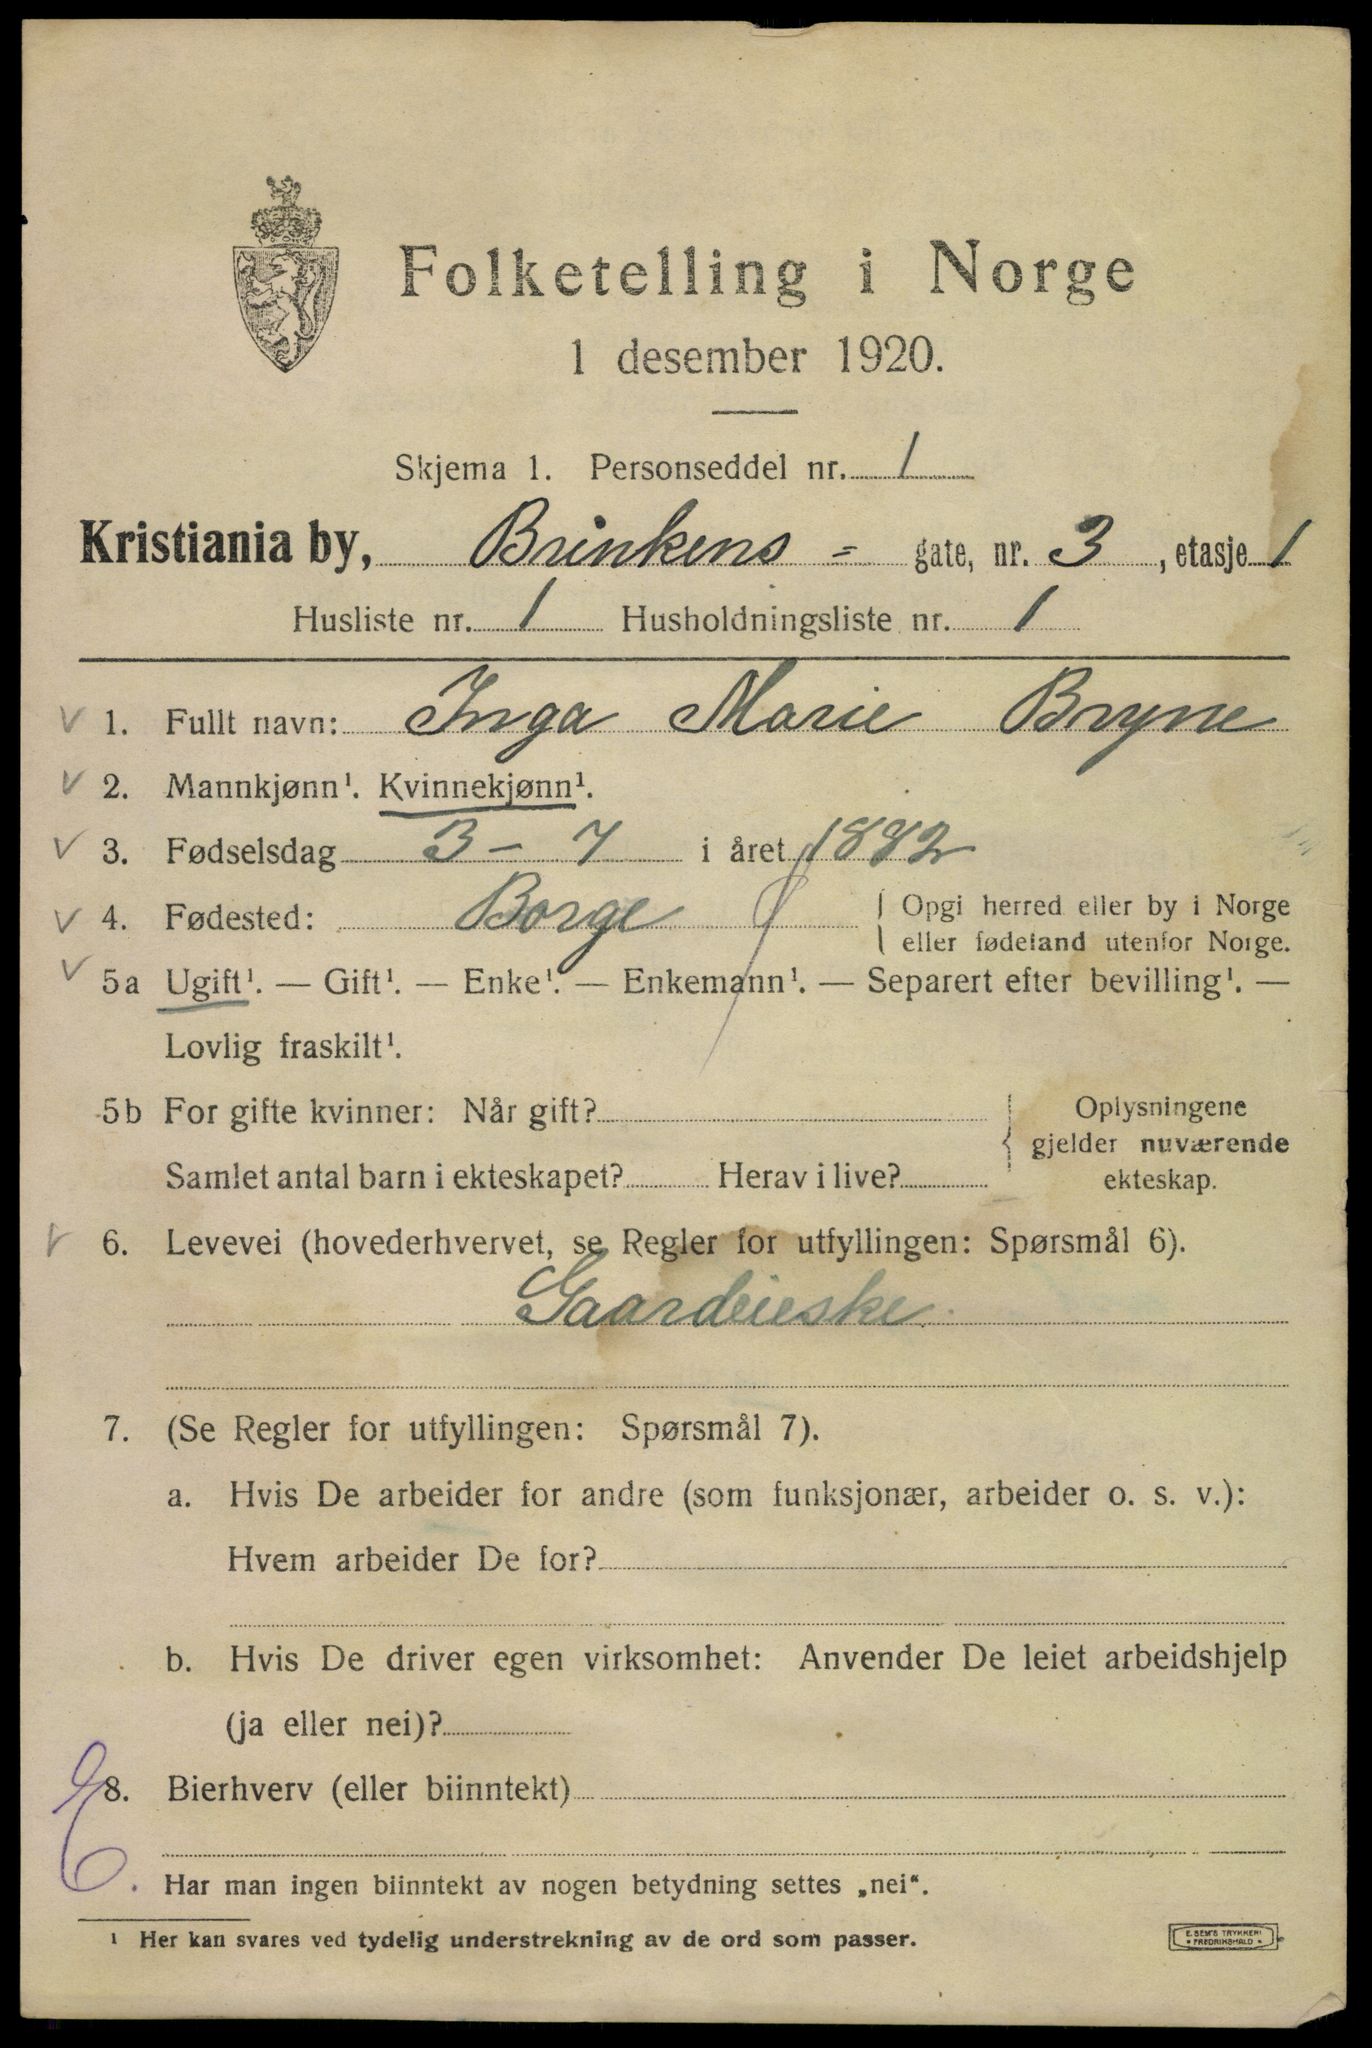 Folketelling i Norge
1 desember 1920.
Skjema 1. Personseddel nr. 1
Kristiania by, Brinkens = gate, nr. 3, etasje 1
Husliste nr. 1 Husholdningsliste nr. 1
1. Fullt navn: Inga Marie Bryne
2. Mannkjønn¹. Kvinnekjønn¹.
3. Fødselsdag 3 - 7 i året 1882
4. Fødested: Borge { Opgi herred eller by i Norge
eller fødeland utenfor Norge.
5a Ugift¹. — Gift¹. — Enke¹. — Enkemann¹. — Separert efter bevilling¹. —
Lovlig fraskilt¹.
5b For gifte kvinner: Når gift? Oplysningene
gjelder nuværende
Samlet antal barn i ekteskapet? Herav i live? ekteskap.
6. Levevei (hovederhvervet, se Regler for utfyllingen: Spørsmål 6).
Gaardeieske.
7. (Se Regler for utfyllingen: Spørsmål 7).
a. Hvis De arbeider for andre (som funksjonær, arbeider o. s. v.):
Hvem arbeider De for?
b. Hvis De driver egen virksomhet: Anvender De leiet arbeidshjelp
(ja eller nei)?
8. Bierhverv (eller biinntekt)
Har man ingen biinntekt av nogen betydning settes „nei“.
¹ Her kan svares ved tydelig understrekning av de ord som passer.
E. SEM'S TRYKKERI
* FREDRIKSHALD *